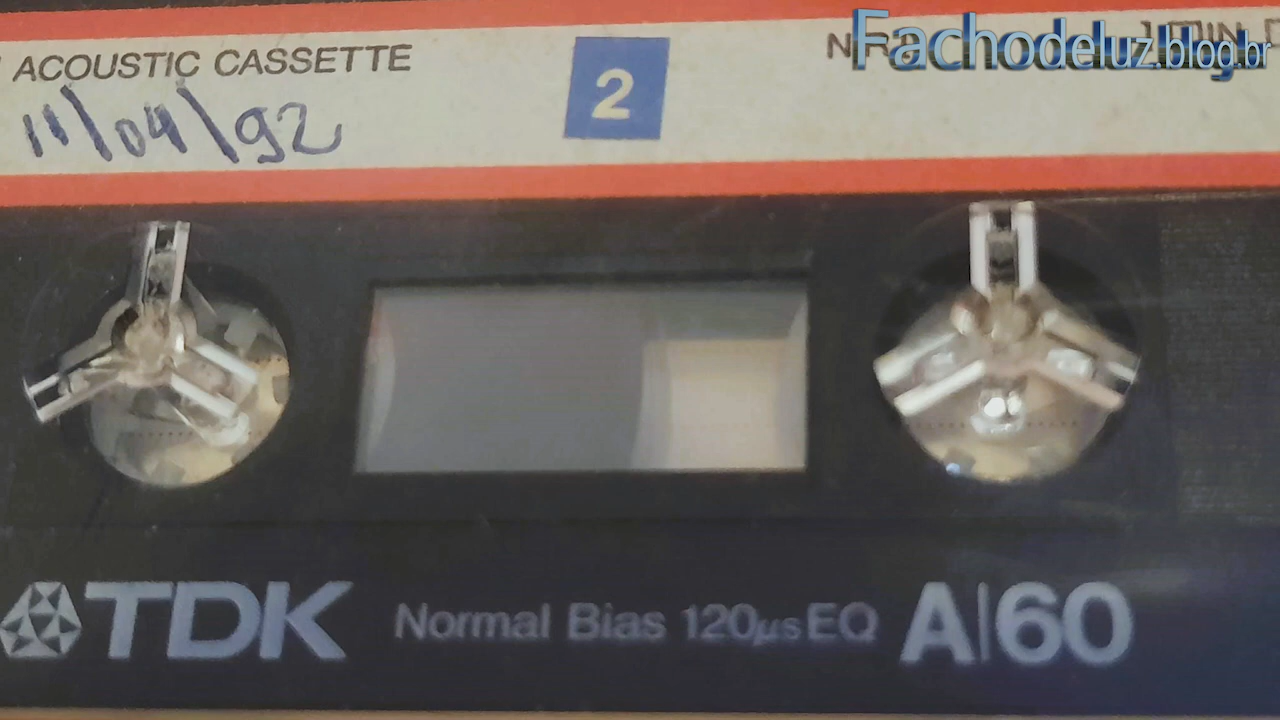 ACOUSTIC CASSETTE
11\04\92
2
Fachodeluz.blog.br
TDK
Normal Bias 120µs EQ
A|60